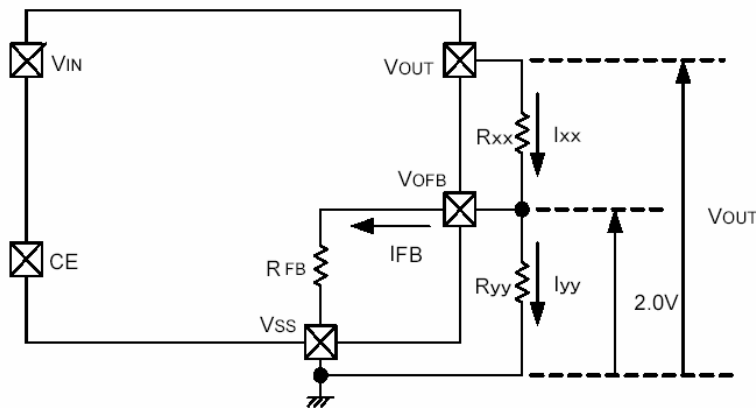 VIN
VOUT
Rxx
Ixx
VOFB
VOUT
IFB
CE
RFB
Ryy
Iyy
2.0V
VSS